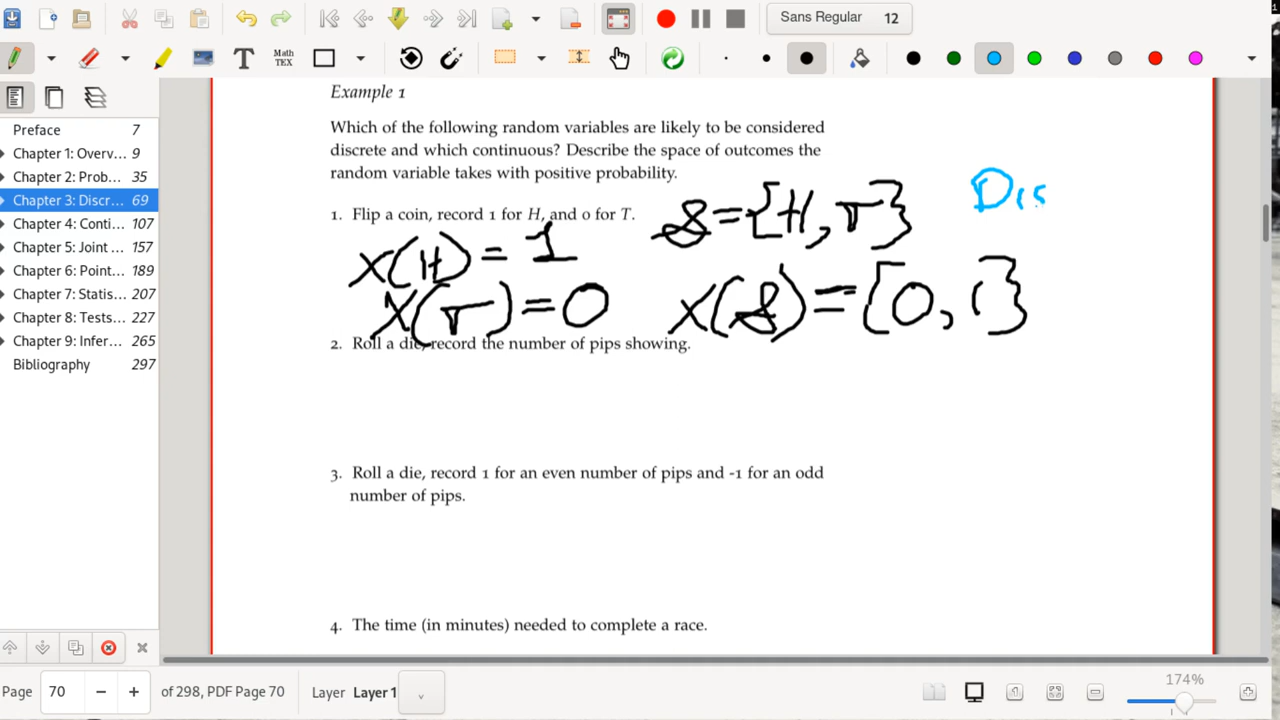 Sans Regular 12
Math
TEX
Preface 7
Chapter 1: Overv... 9
Chapter 2: Prob... 35
Chapter 3: Discr... 69
Chapter 4: Conti... 107
Chapter 5: Joint ... 157
Chapter 6: Point... 189
Chapter 7: Statis... 207
Chapter 8: Tests... 227
Chapter 9: Infer... 265
Bibliography 297
Example 1
Which of the following random variables are likely to be considered
discrete and which continuous? Describe the space of outcomes the
random variable takes with positive probability.
Dis
1. Flip a coin, record 1 for H, and 0 for T.
S={H,T}
X(H)=1
X(T)=0
X(S)={0,1}
2. Roll a die, record the number of pips showing.
3. Roll a die, record 1 for an even number of pips and -1 for an odd
number of pips.
4. The time (in minutes) needed to complete a race.
Page 70 of 298, PDF Page 70
Layer Layer 1
174%